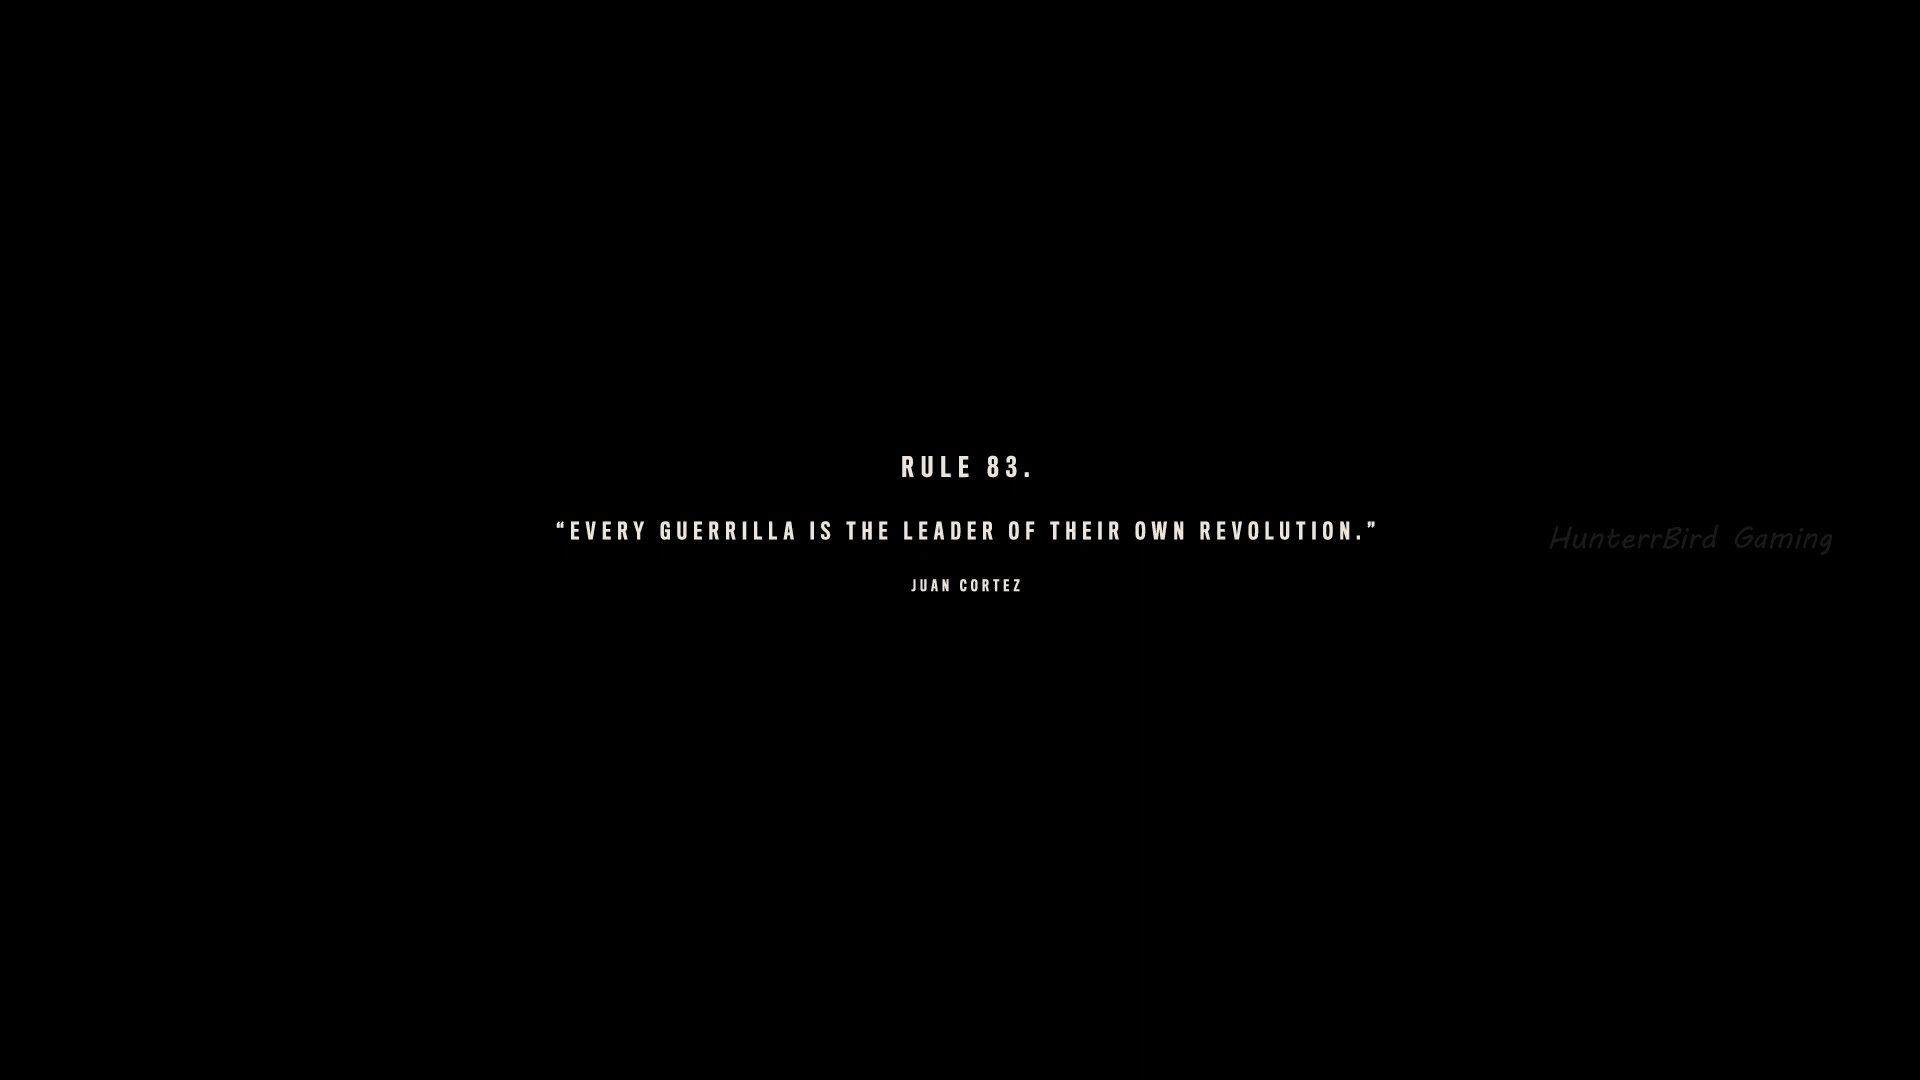 RULE 83.
“EVERY GUERRILLA IS THE LEADER OF THEIR OWN REVOLUTION.”
HunterrBird Gaming
JUAN CORTEZ